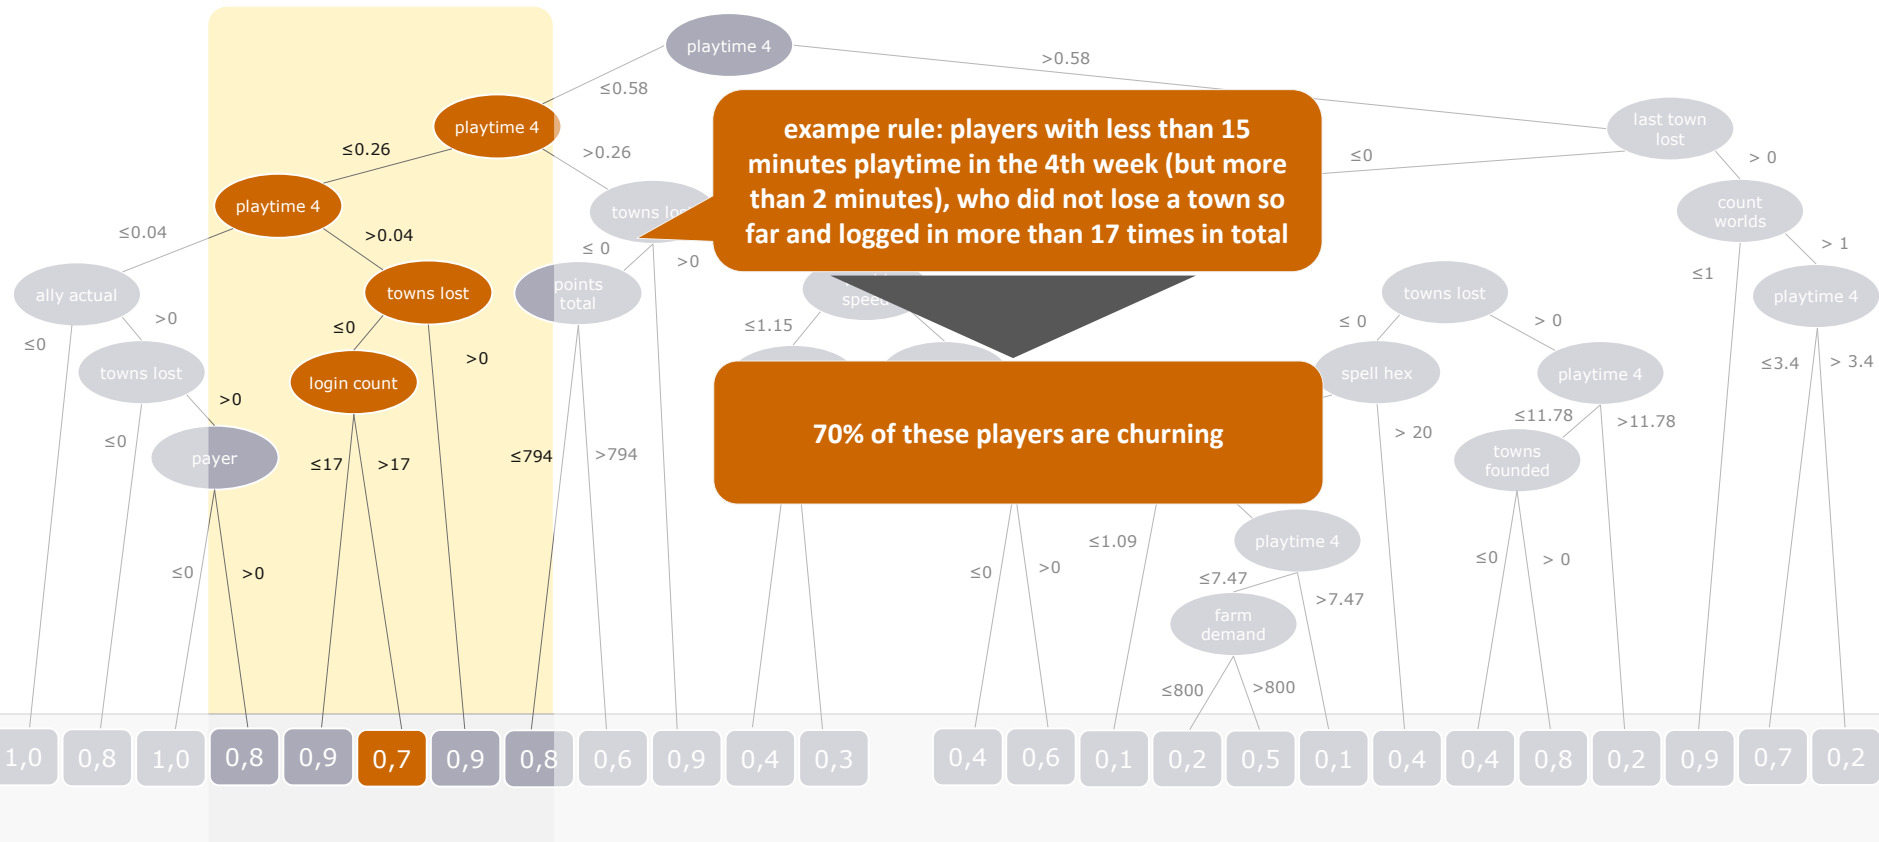 playtime 4
>0.58
≤0.58
playtime 4
last town
lost
exampe rule: players with less than 15
minutes playtime in the 4th week (but more
than 2 minutes), who did not lose a town so
far and logged in more than 17 times in total
≤0.26
>0.26
≤0
> 0
playtime 4
towns
count
worlds
≤0.04
>0.04
≤ 0
>0
≤1
> 1
ally actual
towns lost
points
total
speed
towns lost
playtime 4
≤0
>0
≤0
>0
≤1.15
≤ 0
> 0
≤3.4
> 3.4
towns lost
login count
spell hex
playtime 4
>0
≤0
≤11.78
>11.78
70% of these players are churning
> 20
payer
≤17
>17
≤794
>794
towns
founded
≤0
>0
≤0
>0
≤1.09
playtime 4
≤0
> 0
≤7.47
>7.47
farm
demand
≤800
>800
1,0
0,8
1,0
0,8
0,9
0,7
0,9
0,8
0,6
0,9
0,4
0,3
0,4
0,6
0,1
0,2
0,5
0,1
0,4
0,4
0,8
0,2
0,9
0,7
0,2